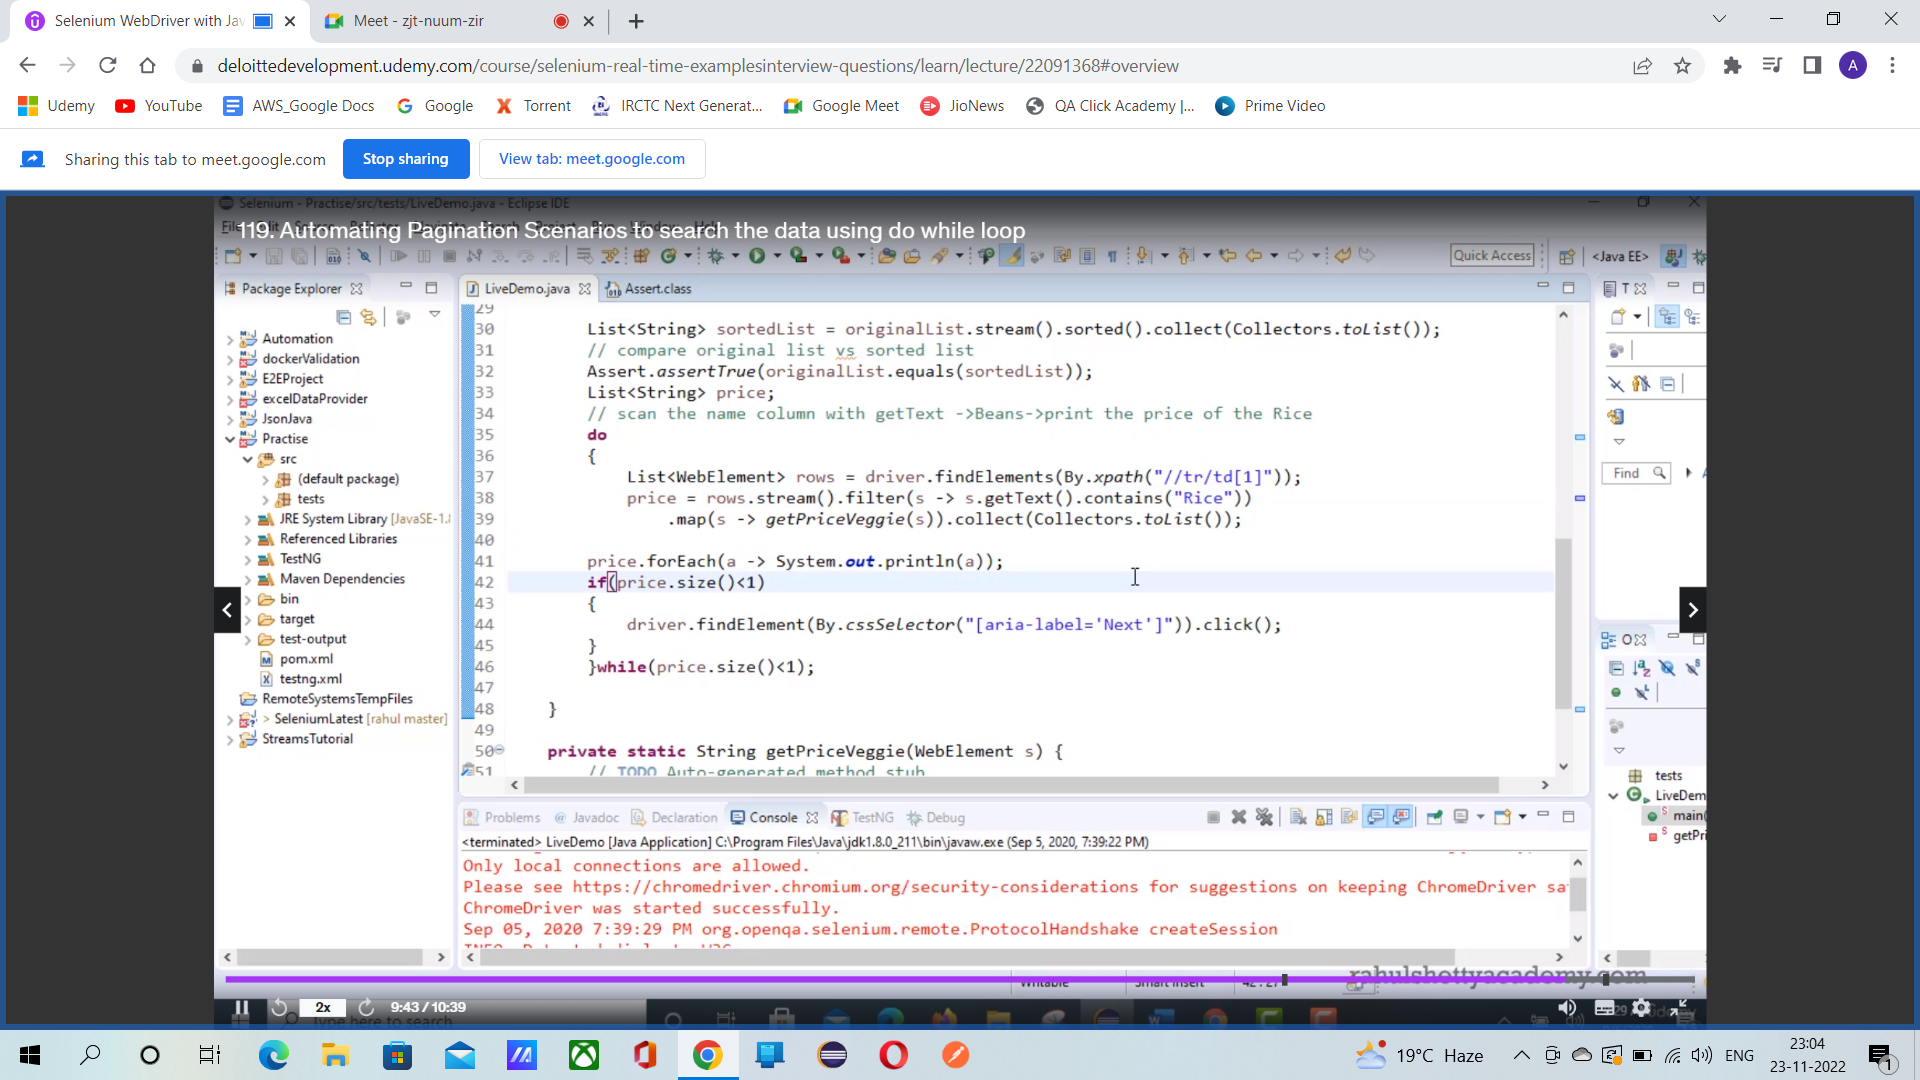 Selenium WebDriver with Jav
Meet - zjt-nuum-zir
deloittedevelopment.udemy.com/course/selenium-real-time-examplesinterview-questions/learn/lecture/22091368#overview
A
Udemy YouTube AWS_Google Docs Google Torrent IRCTC Next Generat... Google Meet JioNews QA Click Academy |... Prime Video
Sharing this tab to meet.google.com Stop sharing View tab: meet.google.com
Selenium - Practise/src/tests/LiveDemo.java - Eclipse IDE
119. Automating Pagination Scenarios to search the data using do while loop
Quick Access <Java EE>
Package Explorer LiveDemo.java Assert.class
Automation
dockerValidation
E2EProject
excelDataProvider
JsonJava
Practise
src
(default package)
tests
JRE System Library [JavaSE-1.8
Referenced Libraries
TestNG
Maven Dependencies
bin
target
test-output
pom.xml
testng.xml
RemoteSystemsTempFiles
> SeleniumLatest [rahul master]
StreamsTutorial
29
30 List<String> sortedList = originalList.stream().sorted().collect(Collectors.toList());
31 // compare original list vs sorted list
32 Assert.assertTrue(originalList.equals(sortedList));
33 List<String> price;
34 // scan the name column with getText ->Beans->print the price of the Rice
35 do
36 {
37 List<WebElement> rows = driver.findElements(By.xpath("//tr/td[1]"));
38 price = rows.stream().filter(s -> s.getText().contains("Rice"))
39 .map(s -> getPriceVeggie(s)).collect(Collectors.toList());
40
41 price.forEach(a -> System.out.println(a));
42 if(price.size()<1)
43 {
44 driver.findElement(By.cssSelector("[aria-label='Next']")).click();
45 }
46 }while(price.size()<1);
47
48 }
49
50 private static String getPriceVeggie(WebElement s) {
51 // TODO Auto-generated method stub
T
Find
O
tests
LiveDem
main(
getPri
Problems Javadoc Declaration Console TestNG Debug
<terminated> LiveDemo [Java Application] C:\Program Files\Java\jdk1.8.0_211\bin\javaw.exe (Sep 5, 2020, 7:39:22 PM)
Only local connections are allowed.
Please see https://chromedriver.chromium.org/security-considerations for suggestions on keeping ChromeDriver sa
ChromeDriver was started successfully.
Sep 05, 2020 7:39:29 PM org.openqa.selenium.remote.ProtocolHandshake createSession
rahulshettyacademy.com
Writable Smart Insert
2x 9:43 / 10:39
Type here to search
19°C Haze ENG
23:04
23-11-2022
1